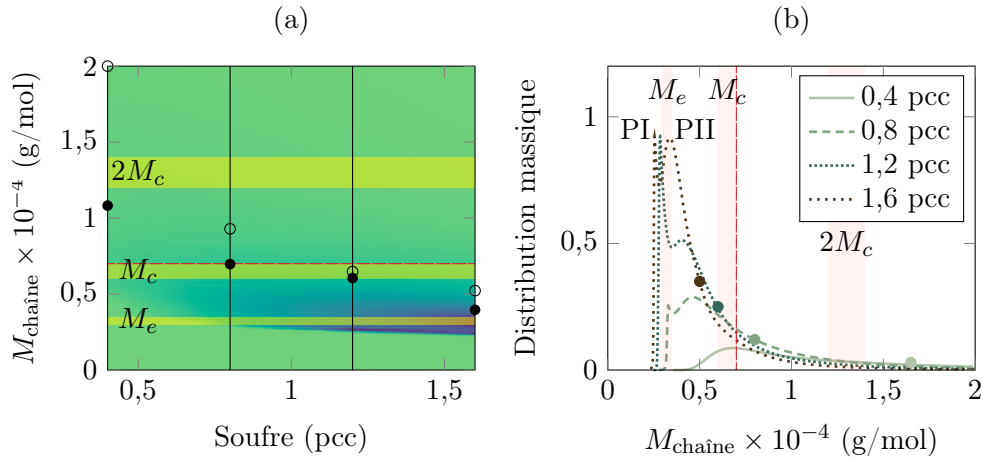 (a)
2
1,5
1
0,5
0
2M_c
M_c
M_e
0,5
1
1,5
Soufre (pcc)
M_chaîne × 10^-4 (g/mol)
(b)
1
0,5
0
Distribution massique
M_e
M_c
PI
PII
0,4 pcc
0,8 pcc
1,2 pcc
1,6 pcc
2M_c
0
0,5
1
1,5
2
M_chaîne × 10^-4 (g/mol)